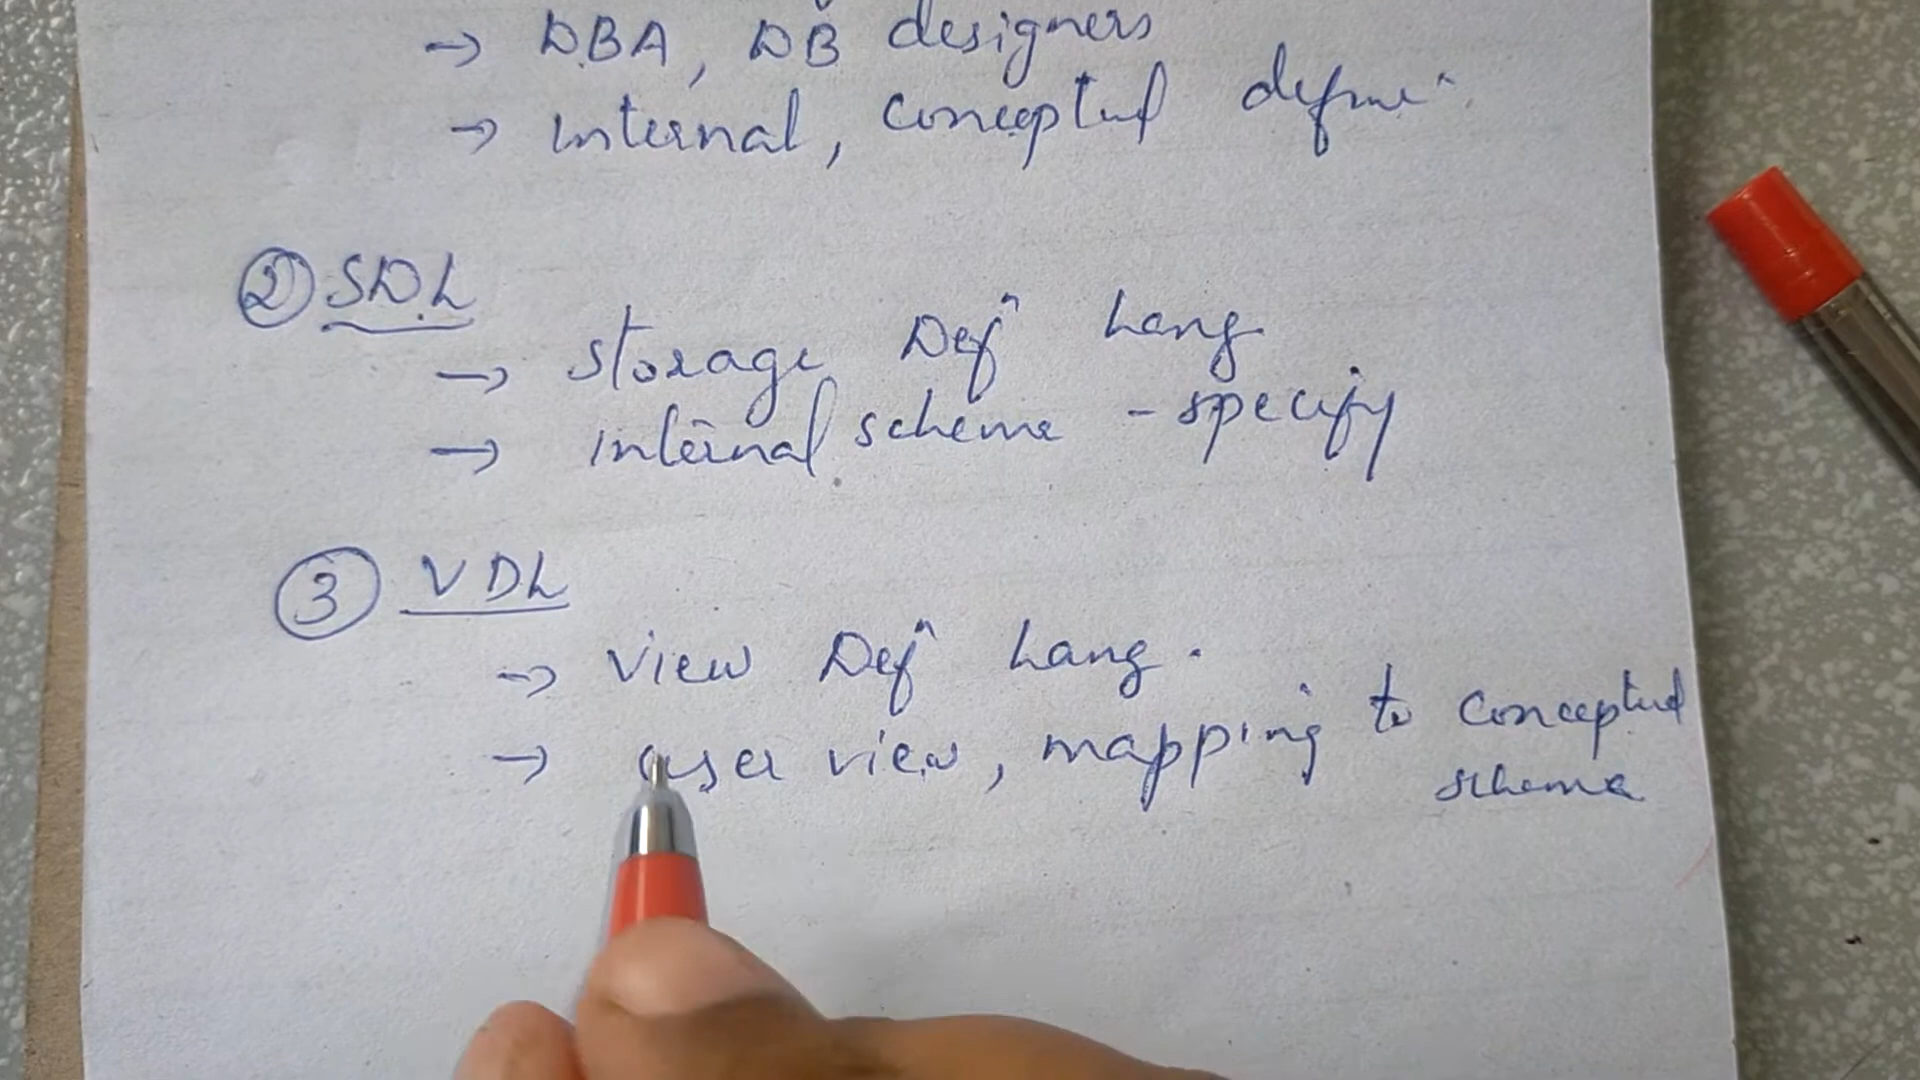 → DBA, DB designers
→ Internal, Conceptual define
② SDL
→ Storage Defⁿ Lang
→ internal schema - specify
③ VDL
→ View Defⁿ Lang.
→ user view, mapping to conceptual
schema